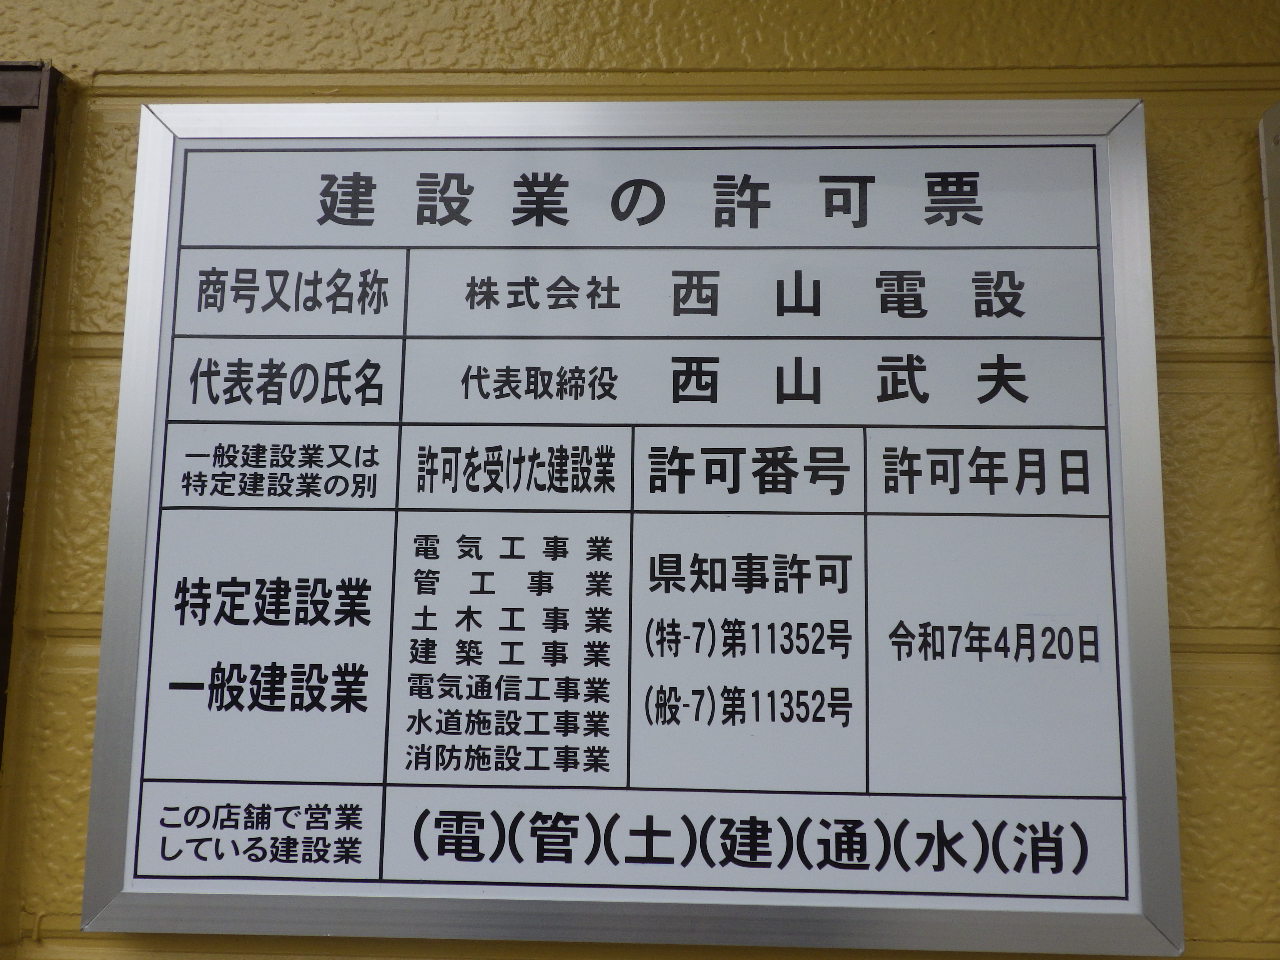 建設業の許可票
商号又は名称 株式会社 西山電設
代表者の氏名 代表取締役 西山武夫
一般建設業又は
特定建設業の別
許可を受けた建設業 許可番号 許可年月日
特定建設業
一般建設業
電気工事業
管工事業
土木工事業
建築工事業
電気通信工事業
水道施設工事業
消防施設工事業
県知事許可
(特-7)第11352号
(般-7)第11352号
令和7年4月20日
この店舗で営業
している建設業
(電)(管)(土)(建)(通)(水)(消)